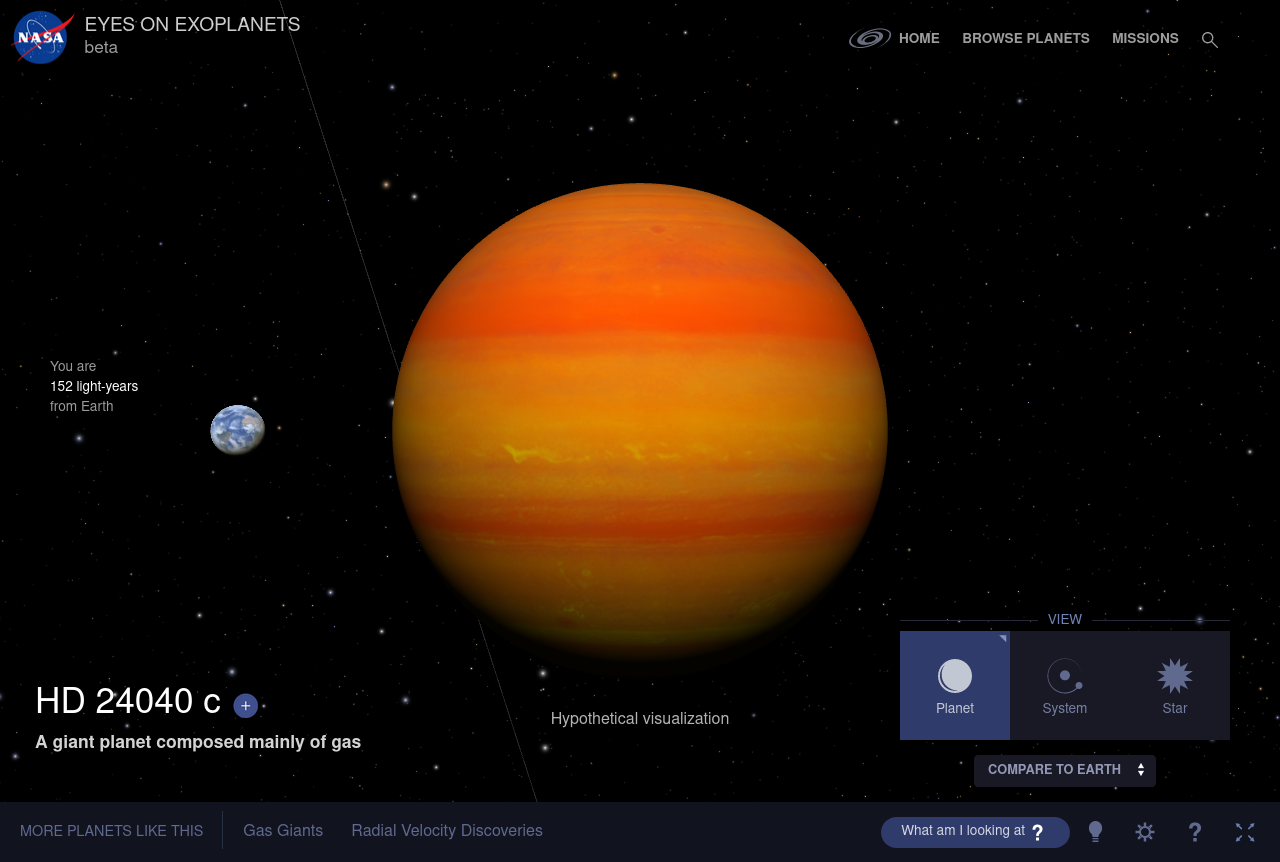 NASA
EYES ON EXOPLANETS
beta
HOME
BROWSE PLANETS
MISSIONS
You are
152 light-years
from Earth
HD 24040 c +
A giant planet composed mainly of gas
Hypothetical visualization
VIEW
Planet
System
Star
COMPARE TO EARTH
MORE PLANETS LIKE THIS
Gas Giants
Radial Velocity Discoveries
What am I looking at ?
?